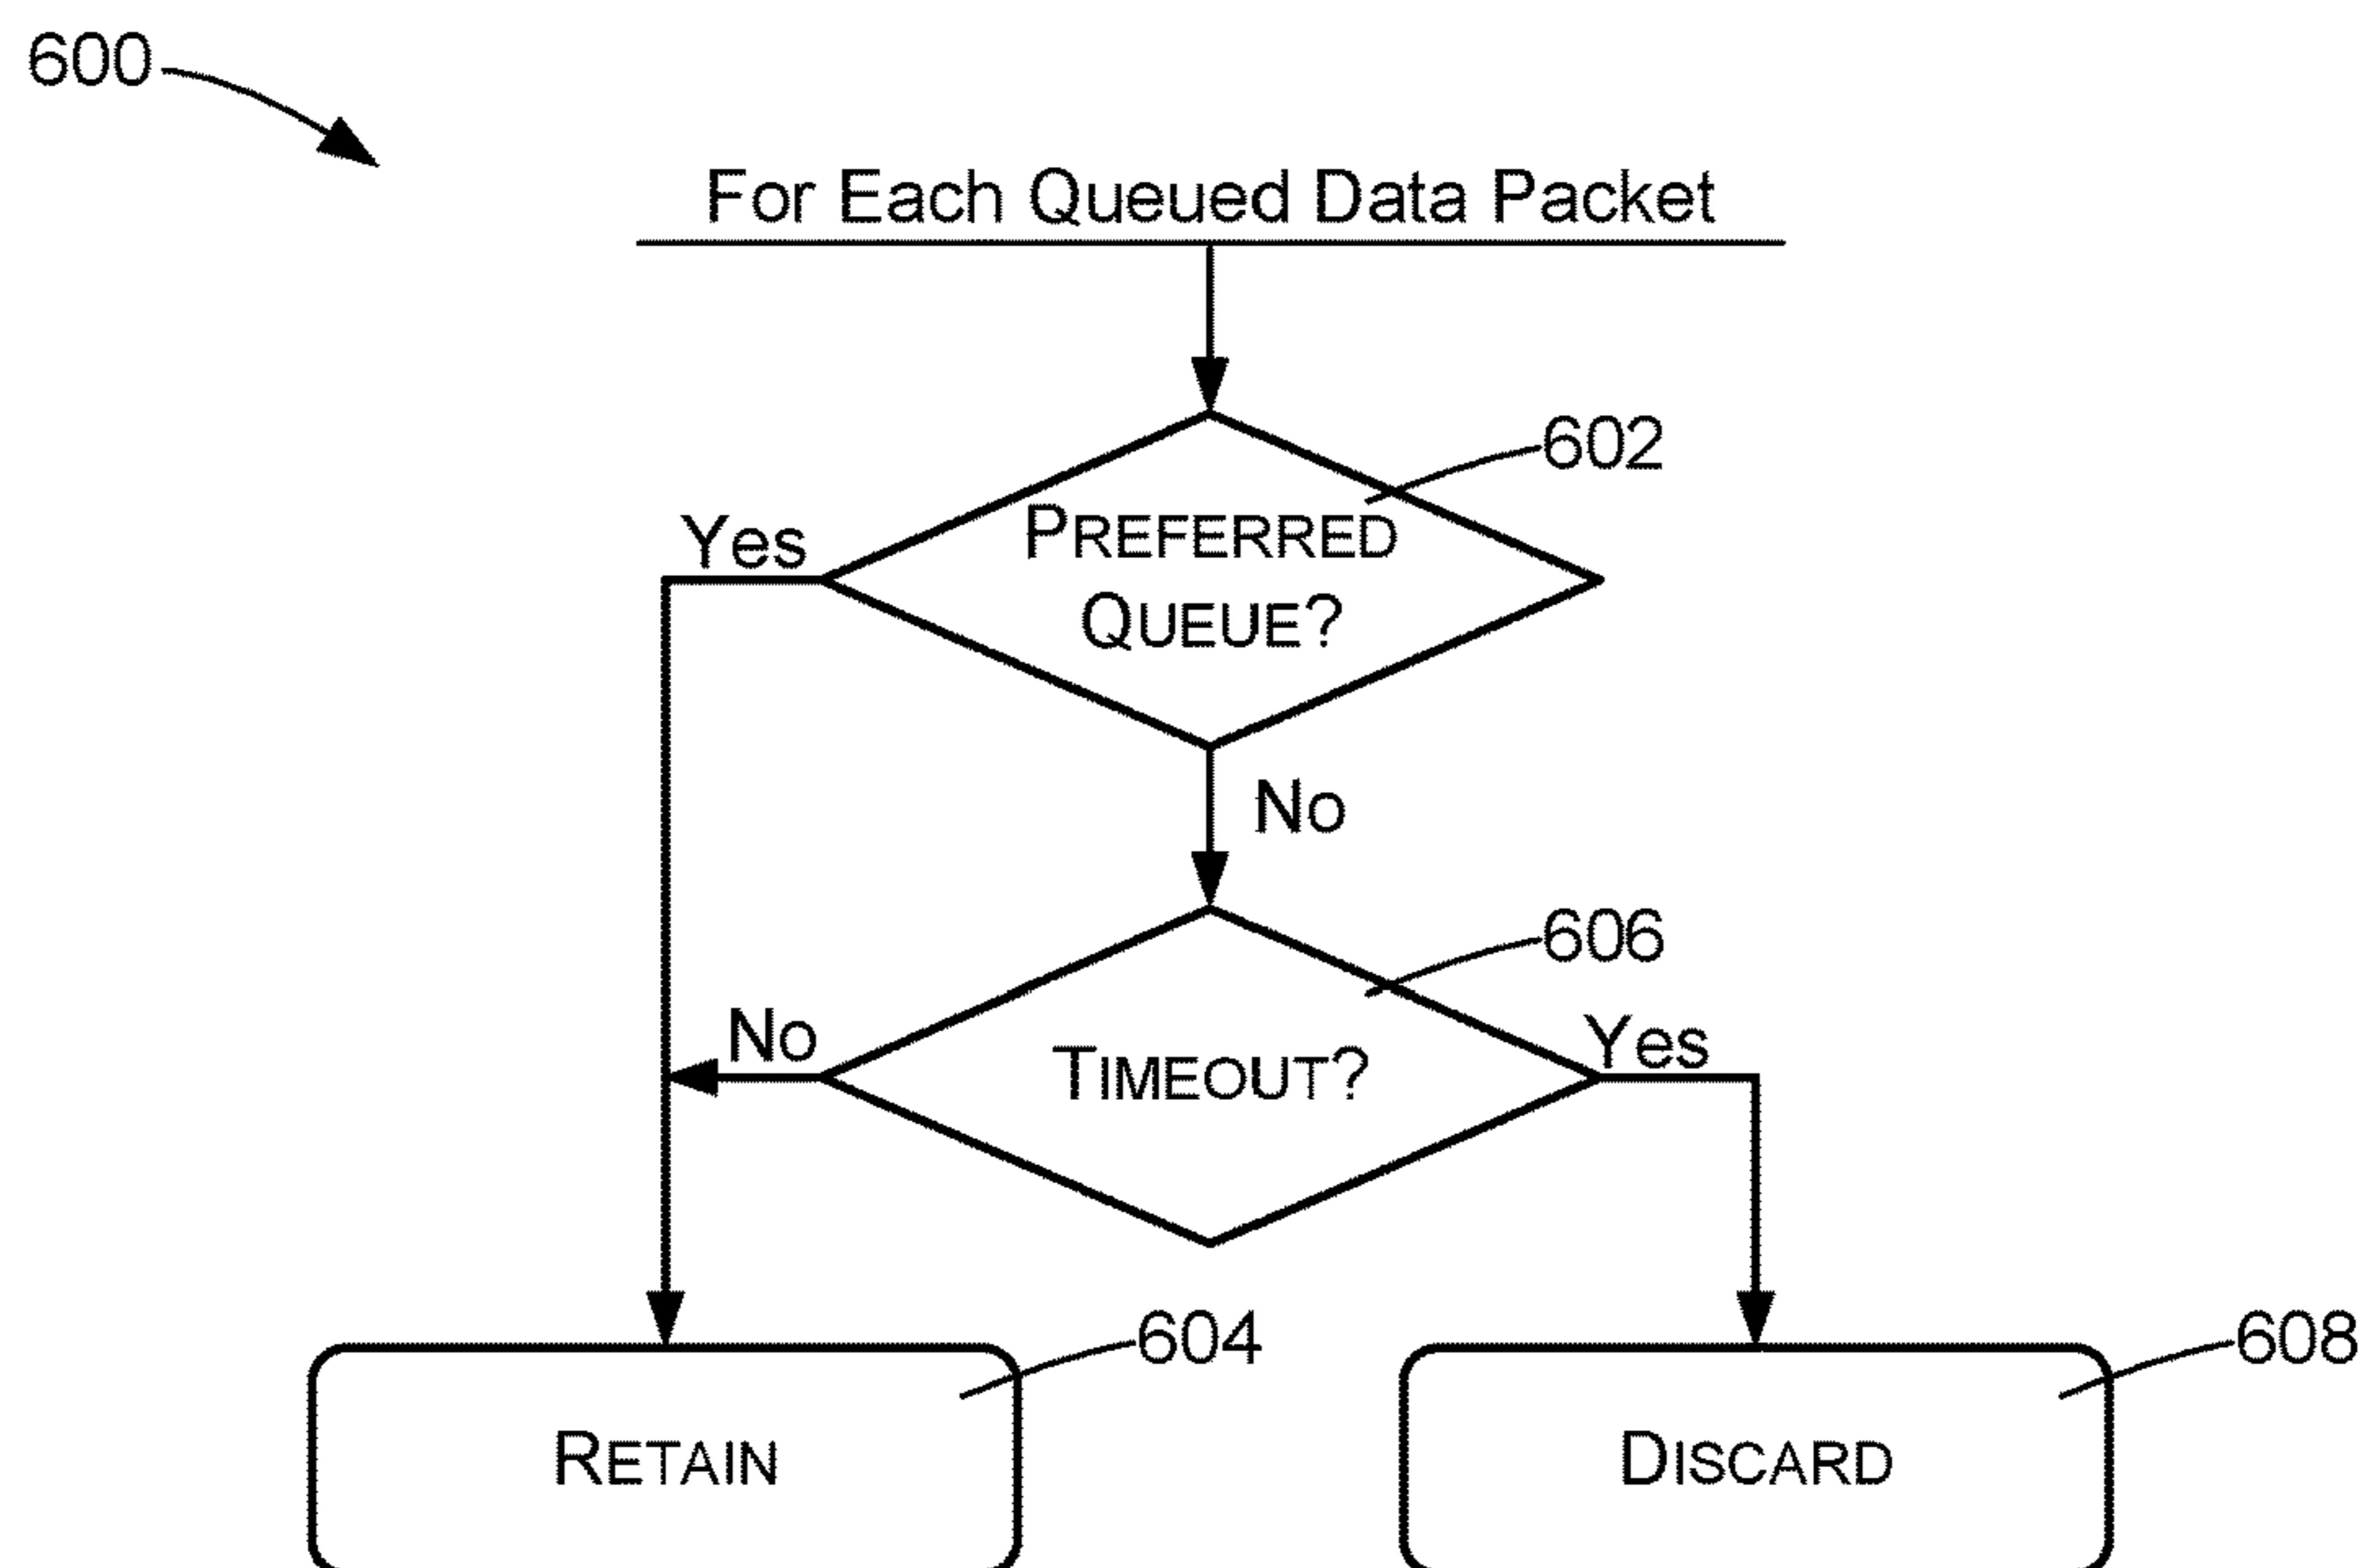 600
For Each Queued Data Packet
602
Yes
PREFERRED
QUEUE?
No
606
No
TIMEOUT?
Yes
604
608
RETAIN
DISCARD